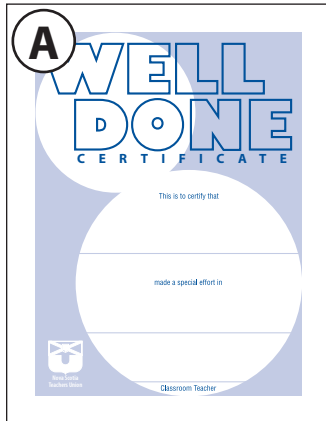 A
WELL
DONE
CERTIFICATE
This is to certify that
made a special effort in
Nova Scotia
Teachers Union
Classroom Teacher